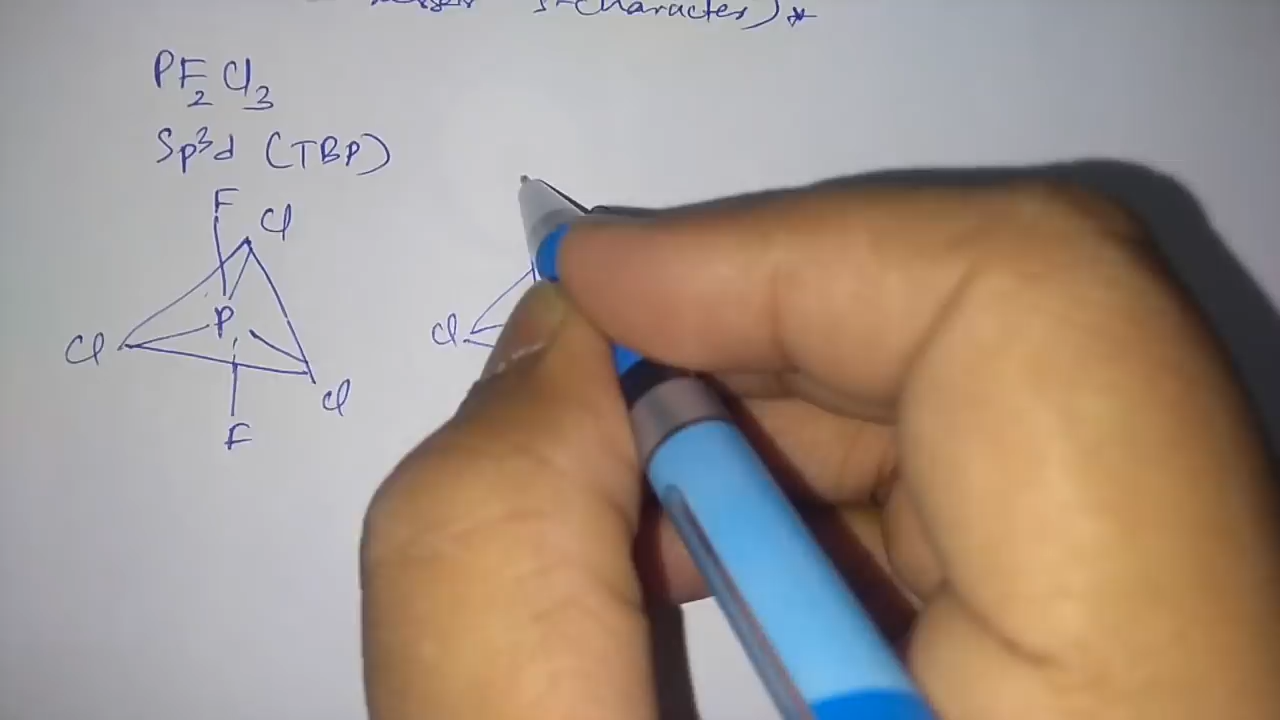 s-character) *
PF2Cl3
Sp3d (TBP)
F
Cl
P
Cl
Cl
F
Cl